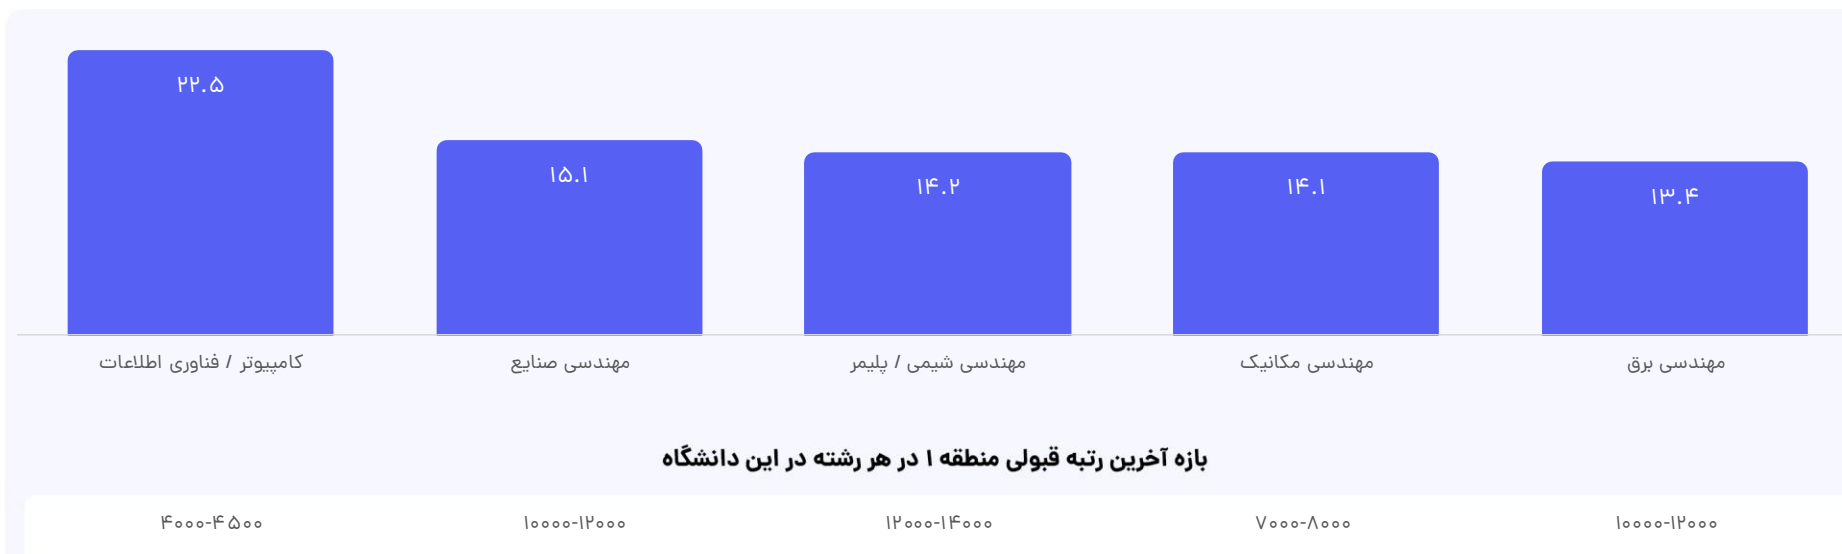 ۲۲.۵
۱۵.۱
۱۴.۲
۱۴.۱
۱۳.۴
کامپیوتر / فناوری اطلاعات
مهندسی صنایع
مهندسی شیمی / پلیمر
مهندسی مکانیک
مهندسی برق
بازه آخرین رتبه قبولی منطقه ۱ در هر رشته در این دانشگاه
۴۰۰۰-۴۵۰۰
۱۰۰۰۰-۱۲۰۰۰
۱۲۰۰۰-۱۴۰۰۰
۷۰۰۰-۸۰۰۰
۱۰۰۰۰-۱۲۰۰۰